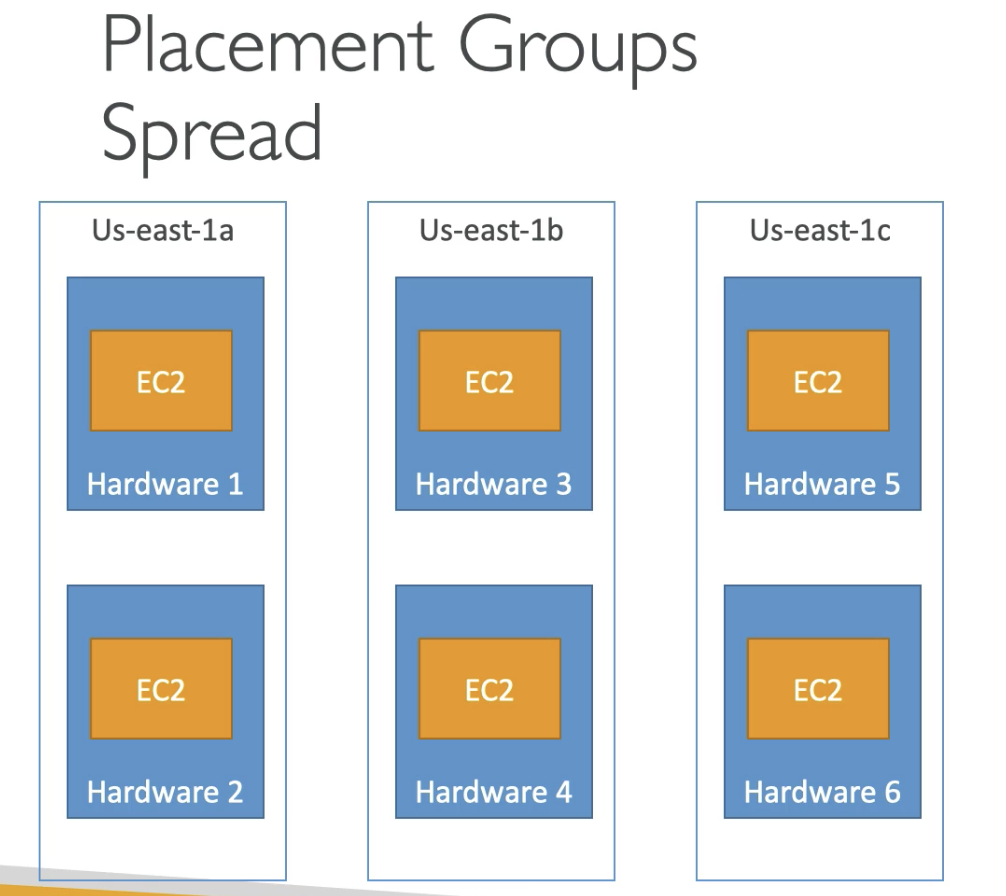 Placement Groups
Spread
Us-east-1a
EC2
Hardware 1
EC2
Hardware 2
Us-east-1b
EC2
Hardware 3
EC2
Hardware 4
Us-east-1c
EC2
Hardware 5
EC2
Hardware 6